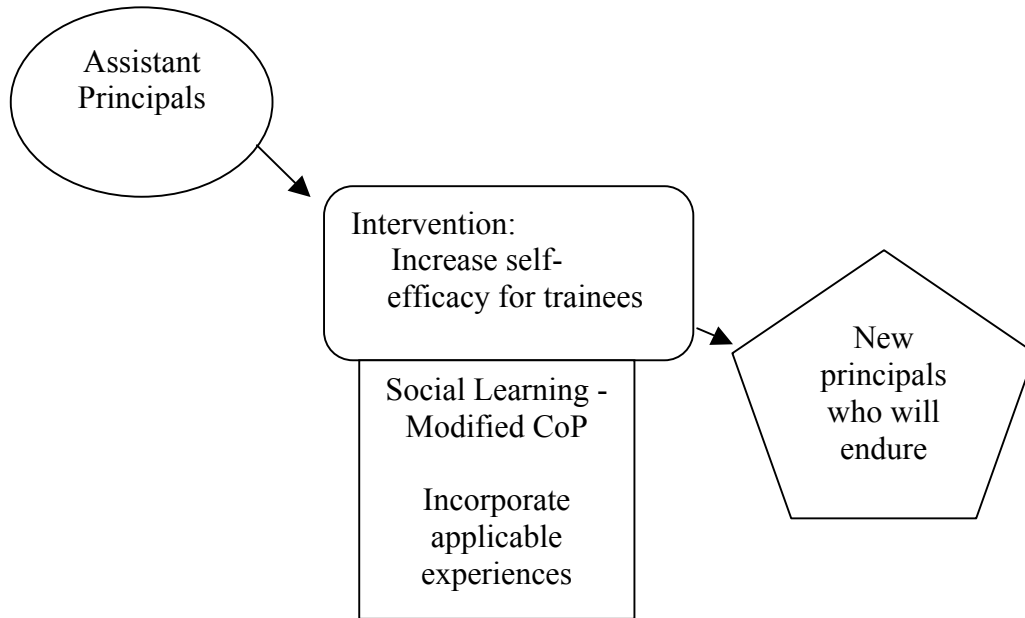 Assistant
Principals
Intervention:
Increase self-
efficacy for trainees
Social Learning -
Modified CoP
Incorporate
applicable
experiences
New
principals
who will
endure